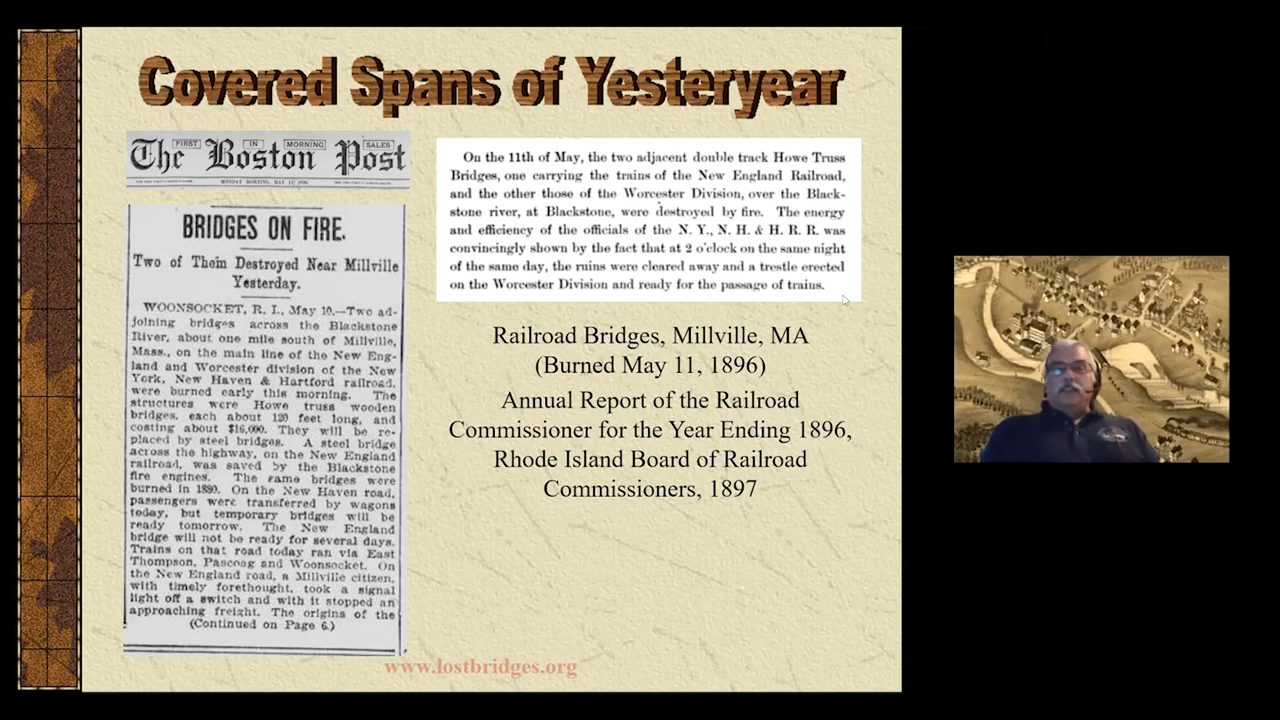 Covered Spans of Yesteryear
FIRST IN MORNING SALES
The Boston Post
MONDAY MORNING, MAY 11, 1896
BRIDGES ON FIRE.
Two of Them Destroyed Near Millville
Yesterday.
WOONSOCKET, R. I., May 10.—Two ad-
joining bridges across the Blackstone
River, about one mile south of Millville,
Mass., on the main line of the New Eng-
land and Worcester division of the New
York, New Haven & Hartford railroad,
were burned early this morning. The
structures were Howe truss wooden
bridges, each about 120 feet long, and
costing about $16,000. They will be re-
placed by steel bridges. A steel bridge
across the highway, on the New England
railroad, was saved by the Blackstone
fire engines. The same bridges were
burned in 1880. On the New Haven road,
passengers were transferred by wagons
today, but temporary bridges will be
ready tomorrow. The New England
bridge will not be ready for several days.
Trains on that road today ran via East
Thompson, Pascoag and Woonsocket. On
the New England road, a Millville citizen,
with timely forethought, took a signal
light off a switch and with it stopped an
approaching freight. The origins of the
(Continued on Page 6.)
On the 11th of May, the two adjacent double track Howe Truss
Bridges, one carrying the trains of the New England Railroad,
and the other those of the Worcester Division, over the Black-
stone river, at Blackstone, were destroyed by fire. The energy
and efficiency of the officials of the N. Y., N. H. & H. R. R. was
convincingly shown by the fact that at 2 o'clock on the same night
of the same day, the ruins were cleared away and a trestle erected
on the Worcester Division and ready for the passage of trains.
Railroad Bridges, Millville, MA
(Burned May 11, 1896)
Annual Report of the Railroad
Commissioner for the Year Ending 1896,
Rhode Island Board of Railroad
Commissioners, 1897
www.lostbridges.org